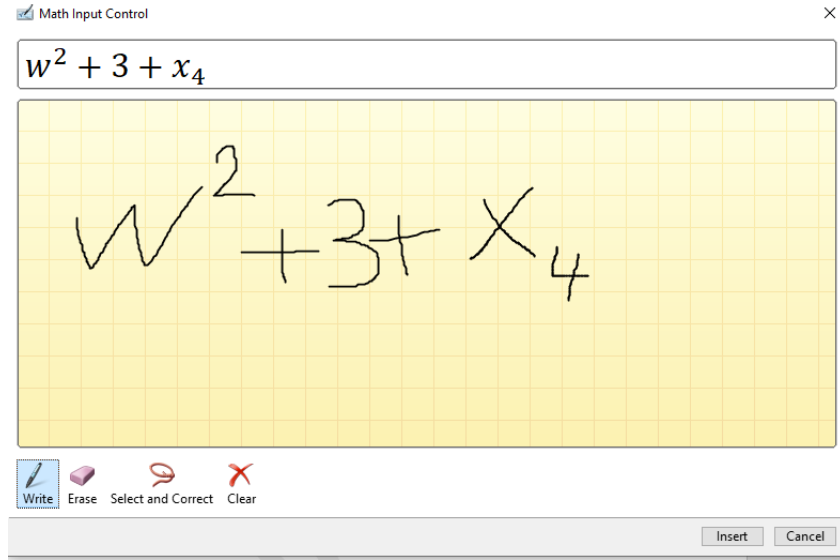 Math Input Control
w² + 3 + x₄
w² + 3 + x₄
Write Erase Select and Correct Clear
Insert Cancel